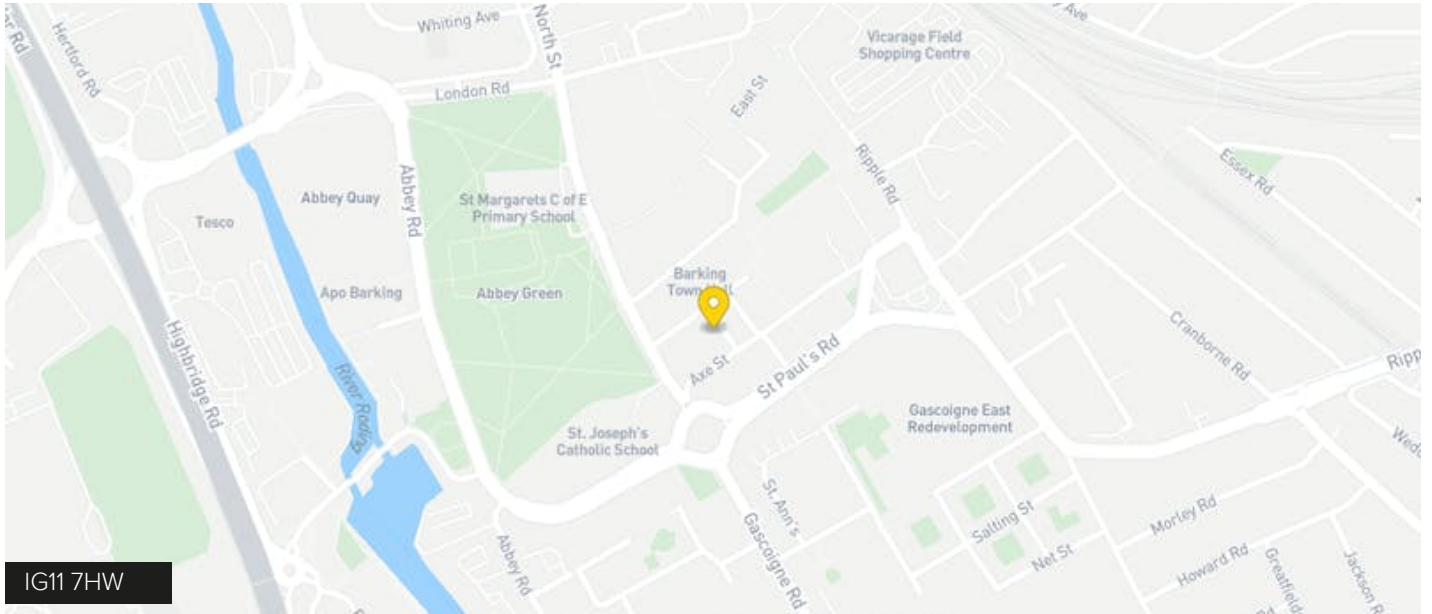 Whiting Ave
North St
Vicarage Field
Shopping Centre
Hertford Rd
London Rd
East St
Ripple Rd
Essex Rd
Abbey Quay
Abbey Rd
St Margarets C of E
Primary School
Tesco
Barking
Apo Barking
Abbey Green
Highbridge Rd
River Roding
Axe St
St Paul's Rd
Cranborne Rd
Gascoigne East
Redevelopment
St. Joseph's
Catholic School
St. Ann's
Gascoigne Rd
Salting St
Net St
Morley Rd
Howard Rd
Abbey Rd
IG11 7HW